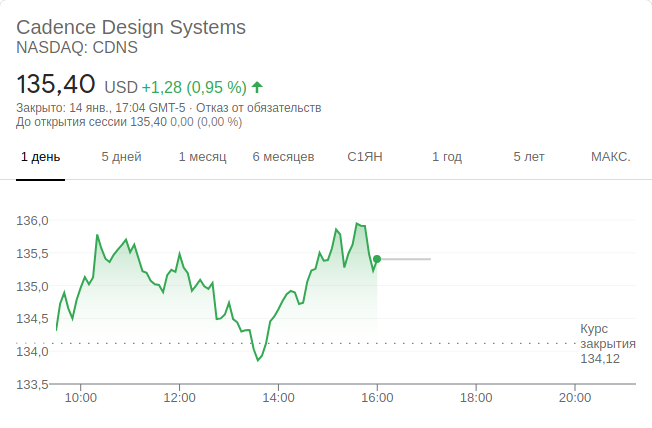 Cadence Design Systems
NASDAQ: CDNS
135,40 USD +1,28 (0,95 %)
Закрыто: 14 янв., 17:04 GMT-5 · Отказ от обязательств
До открытия сессии 135,40 0,00 (0,00 %)
1 день 5 дней 1 месяц 6 месяцев С1ЯН 1 год 5 лет МАКС.
136,0
135,5
135,0
134,5
134,0
133,5
Курс
закрытия
134,12
10:00 12:00 14:00 16:00 18:00 20:00